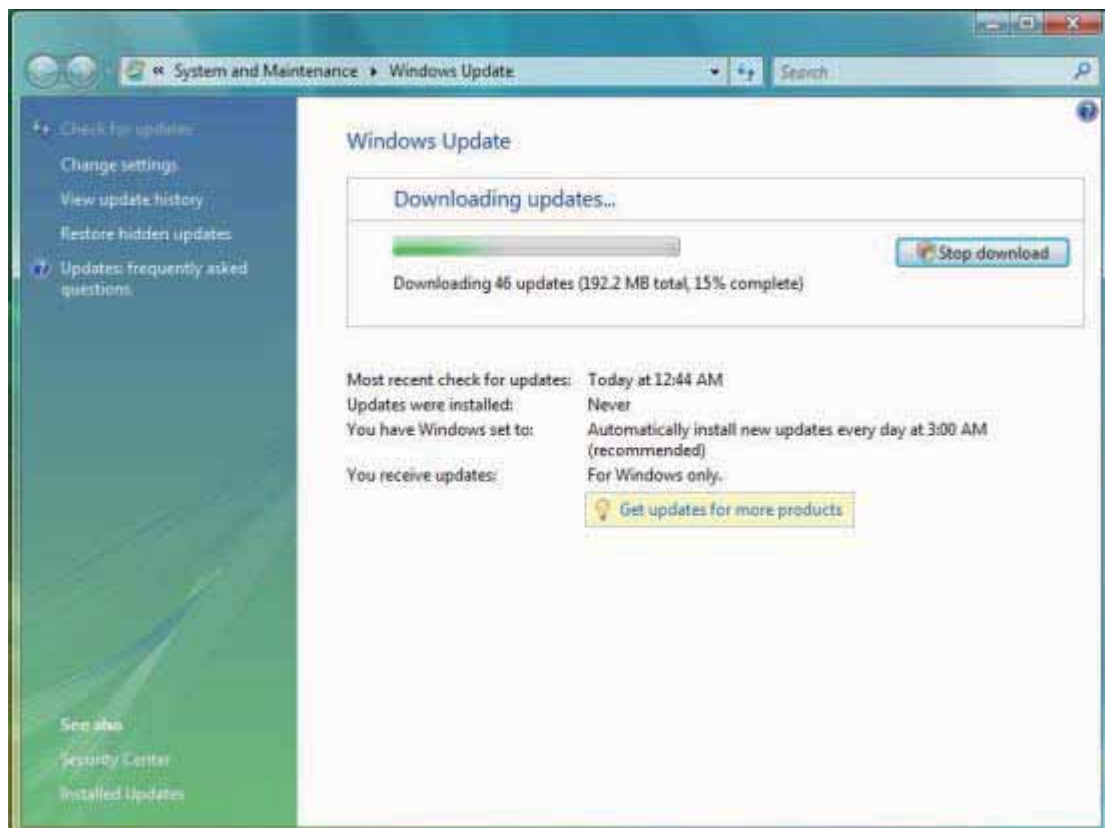 « System and Maintenance ▸ Windows Update
Search
Check for updates
Change settings
View update history
Restore hidden updates
Updates: frequently asked
questions
See also
Security Center
Installed Updates
Windows Update
Downloading updates...
Stop download
Downloading 46 updates (192.2 MB total, 15% complete)
Most recent check for updates: Today at 12:44 AM
Updates were installed: Never
You have Windows set to: Automatically install new updates every day at 3:00 AM
(recommended)
You receive updates: For Windows only.
Get updates for more products